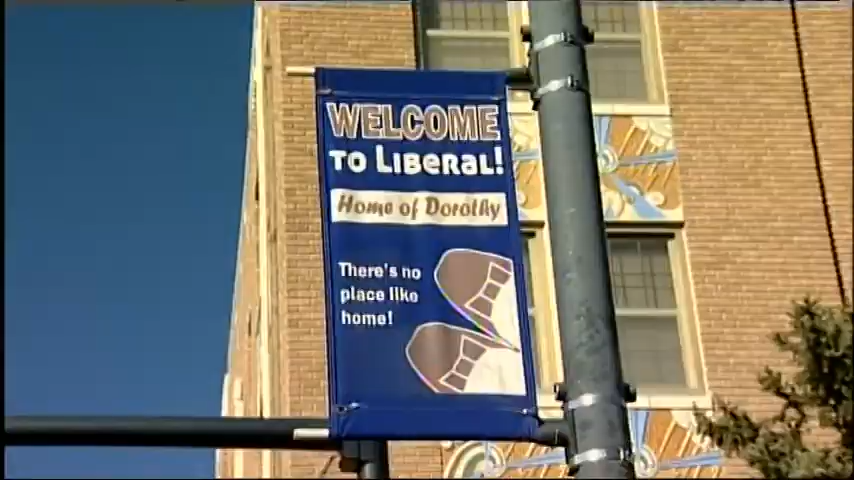 WELCOME
TO LIBERAL!
Home of Dorothy
There's no
place like
home!